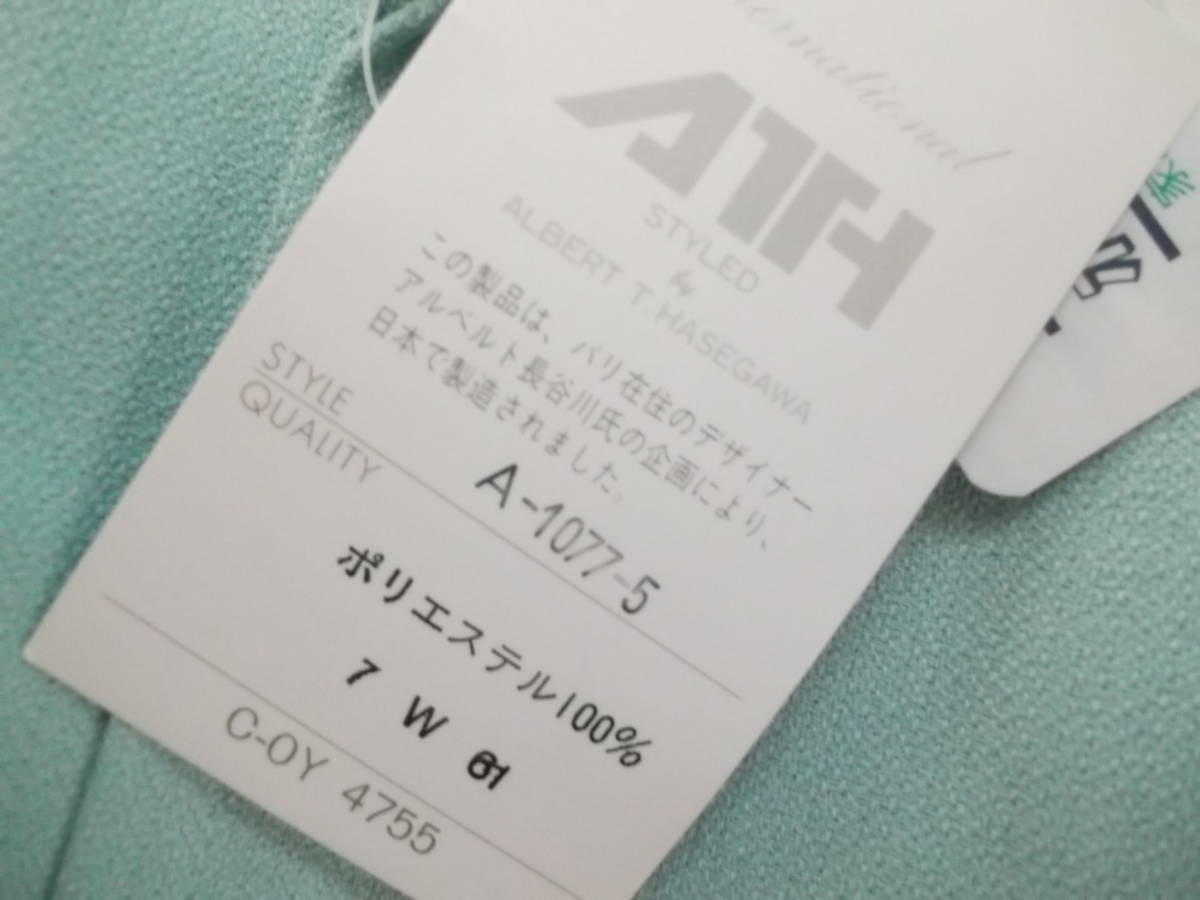 ATH
STYLED
by
ALBERT T. HASEGAWA
この製品は、パリ在住のデザイナー
アルベルト長谷川氏の企画により、
日本で製造されました。
STYLE
A-1077-5
QUALITY
ポリエステル100%
7 W 61
C-OY 4755